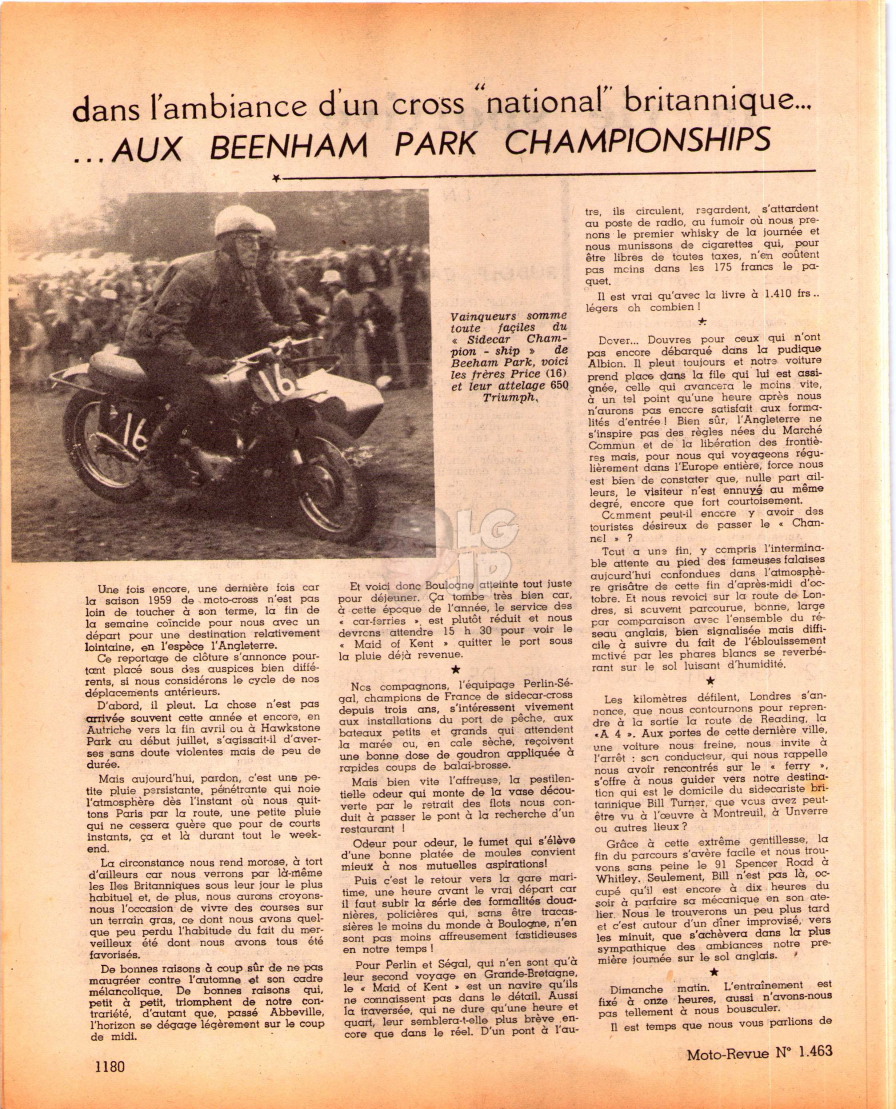 dans l'ambiance d'un cross "national" britannique...
...AUX BEENHAM PARK CHAMPIONSHIPS
Vainqueurs somme
toute façiles du
« Sidecar Cham-
pion - ship » de
Beeham Park, voici
les frères Price (16)
et leur attelage 650
Triumph,
16
16
Une fois encore, une dernière fois car
la saison 1959 de moto-cross n'est pas
loin de toucher à son terme, la fin de
la semaine coïncide pour nous avec un
départ pour une destination relativement
lointaine, en l'espèce l'Angleterre.
Ce reportage de clôture s'annonce pour-
tant placé sous des auspices bien diffé-
rents, si nous considérons le cycle de nos
déplacements antérieurs.
D'abord, il pleut. La chose n'est pas
arrivée souvent cette année et encore, en
Autriche vers la fin avril ou à Hawkstone
Park au début juillet, s'agissait-il d'aver-
ses sans doute violentes mais de peu de
durée.
Mais aujourd'hui, pardon, c'est une pe-
tite pluie persistante, pénétrante qui noie
l'atmosphère dès l'instant où nous quit-
tons Paris par la route, une petite pluie
qui ne cessera guère que pour de courts
instants, ça et là durant tout le week-
end.
La circonstance nous rend morose, à tort
d'ailleurs car nous verrons par là-même
les Iles Britanniques sous leur jour le plus
habituel et, de plus, nous aurons croyons-
nous l'occasion de vivre des courses sur
un terrain gras, ce dont nous avons quel-
que peu perdu l'habitude du fait du mer-
veilleux été dont nous avons tous été
favorisés.
De bonnes raisons à coup sûr de ne pas
maugréer contre l'automne et son cadre
mélancolique. De bonnes raisons qui,
petit à petit, triomphent de notre con-
trariété, d'autant que, passé Abbeville,
l'horizon se dégage légèrement sur le coup
de midi.
Et voici donc Boulogne atteinte tout juste
pour déjeuner. Ça tombe très bien car,
à cette époque de l'année, le service des
« car-ferries » est plutôt réduit et nous
devrons attendre 15 h 30 pour voir le
« Maid of Kent » quitter le port sous
la pluie déjà revenue.
★
Nos compagnons, l'équipage Perlin-Sé-
gal, champions de France de sidecar-cross
depuis trois ans, s'intéressent vivement
aux installations du port de pêche, aux
bateaux petits et grands qui attendent
la marée ou, en cale sèche, reçoivent
une bonne dose de goudron appliquée à
rapides coups de balai-brosse.
Mais bien vite l'affreuse, la pestilen-
tielle odeur qui monte de la vase décou-
verte par le retrait des flots nous con-
duit à passer le pont à la recherche d'un
restaurant !
Odeur pour odeur, le fumet qui s'élève
d'une bonne platée de moules convient
mieux à nos mutuelles aspirations!
Puis c'est le retour vers la gare mari-
time, une heure avant le vrai départ car
il faut subir la série des formalités doua-
nières, policières qui, sans être tracas-
sières le moins du monde à Boulogne, n'en
sont pas moins affreusement fastidieuses
en notre temps !
Pour Perlin et Ségal, qui n'en sont qu'à
leur second voyage en Grande-Bretagne,
le « Maid of Kent » est un navire qu'ils
ne connaissent pas dans le détail. Aussi
la traversée, qui ne dure qu'une heure et
quart, leur semblera-t-elle plus brève en-
core que dans le réel. D'un pont à l'au-
tre, ils circulent, regardent, s'attardent
au poste de radio, au fumoir où nous pre-
nons le premier whisky de la journée et
nous munissons de cigarettes qui, pour
être libres de toutes taxes, n'en coûtent
pas moins dans les 175 francs le pa-
quet.
Il est vrai qu'avec la livre à 1.410 frs..
légers oh combien !
★
Dover... Douvres pour ceux qui n'ont
pas encore débarqué dans la pudique
Albion. Il pleut toujours et notre voiture
prend place dans la file qui lui est assi-
gnée, celle qui avancera le moins vite,
à un tel point qu'une heure après nous
n'aurons pas encore satisfait aux forma-
lités d'entrée ! Bien sûr, l'Angleterre ne
s'inspire pas des règles nées du Marché
Commun et de la libération des frontiè-
res mais, pour nous qui voyageons régu-
lièrement dans l'Europe entière, force nous
est bien de constater que, nulle part ail-
leurs, le visiteur n'est ennuyé au même
degré, encore que fort courtoisement.
Comment peut-il encore y avoir des
touristes désireux de passer le « Chan-
nel » ?
Tout a une fin, y compris l'intermina-
ble attente au pied des fameuses falaises
aujourd'hui confondues dans l'atmosphè-
re grisâtre de cette fin d'après-midi d'oc-
tobre. Et nous revoici sur la route de Lon-
dres, si souvent parcourue, bonne, large
par comparaison avec l'ensemble du ré-
seau anglais, bien signalisée mais diffi-
cile à suivre du fait de l'éblouissement
motivé par les phares blancs se reverbé-
rant sur le sol luisant d'humidité.
★
Les kilomètres défilent, Londres s'an-
nonce, que nous contournons pour repren-
dre à la sortie la route de Reading, la
«A 4 ». Aux portes de cette dernière ville,
une voiture nous freine, nous invite à
l'arrêt : son conducteur, qui nous rappelle
nous avoir rencontrés sur le « ferry »,
s'offre à nous guider vers notre destina-
tion qui est le domicile du sidecariste bri-
tannique Bill Turner, que vous avez peut-
être vu à l'œuvre à Montreuil, à Unverre
ou autres lieux ?
Grâce à cette extrême gentillesse, la
fin du parcours s'avère facile et nous trou-
vons sans peine le 91 Spencer Road à
Whitley. Seulement, Bill n'est pas là, oc-
cupé qu'il est encore à dix heures du
soir à parfaire sa mécanique en son ate-
lier. Nous le trouverons un peu plus tard
et c'est autour d'un dîner improvisé, vers
les minuit, que s'achèvera dans la plus
sympathique des ambiances notre pre-
mière journée sur le sol anglais.
★
Dimanche matin. L'entraînement est
fixé à onze heures, aussi n'avons-nous
pas tellement à nous bousculer.
Il est temps que nous vous parlions de
1180
Moto-Revue N° 1.463